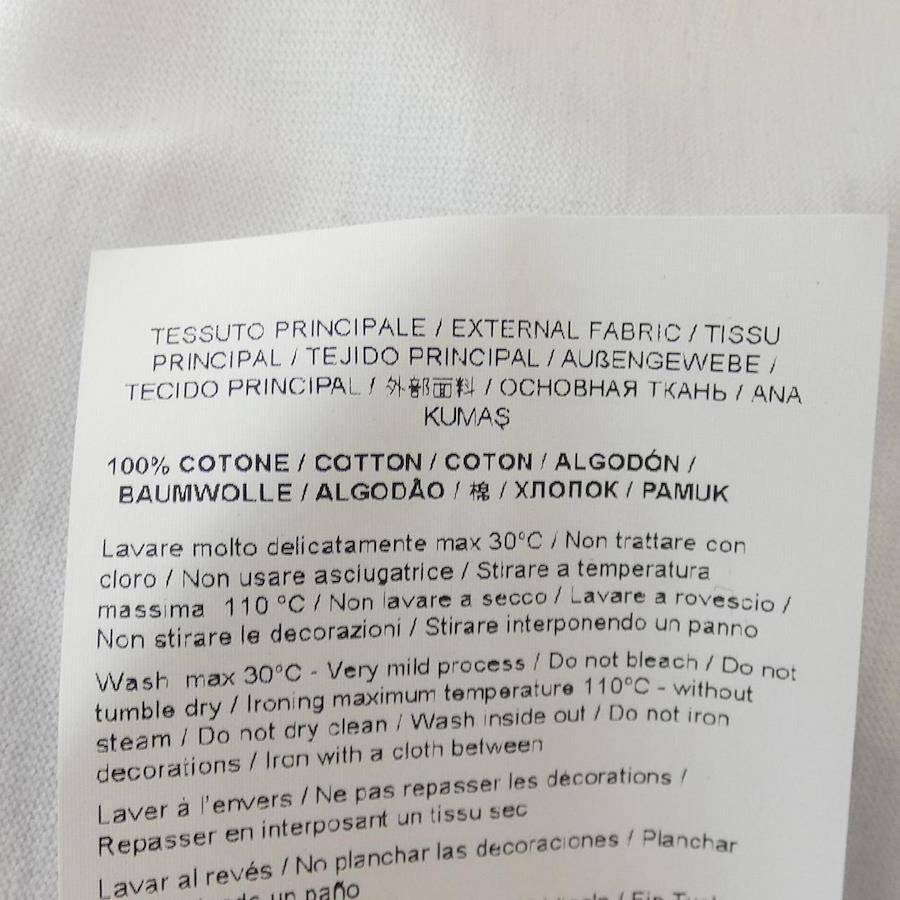 TESSUTO PRINCIPALE / EXTERNAL FABRIC / TISSU
PRINCIPAL / TEJIDO PRINCIPAL / AUßENGEWEBE /
TECIDO PRINCIPAL / 外部面料 / ОСНОВНАЯ ТКАНЬ / ANA
KUMAŞ
100% COTONE / COTTON / COTON / ALGODÓN /
BAUMWOLLE / ALGODÃO / 棉 / ХЛОПОК / PAMUK
Lavare molto delicatamente max 30°C / Non trattare con
cloro / Non usare asciugatrice / Stirare a temperatura
massima 110 °C / Non lavare a secco / Lavare a rovescio /
Non stirare le decorazioni / Stirare interponendo un panno
Wash max 30°C - Very mild process / Do not bleach / Do not
tumble dry / Ironing maximum temperature 110°C - without
steam / Do not dry clean / Wash inside out / Do not iron
decorations / Iron with a cloth between
Laver à l'envers / Ne pas repasser les décorations /
Repasser en interposant un tissu sec
Lavar al revés / No planchar las decoraciones / Planchar
un paño